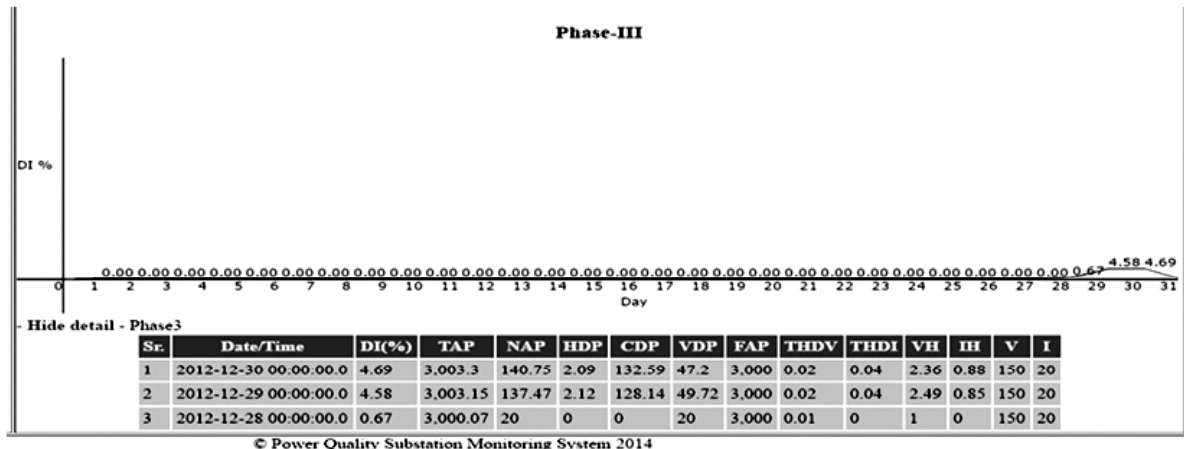 Phase-III
DI %
0.00 0.00 0.00 0.00 0.00 0.00 0.00 0.00 0.00 0.00 0.00 0.00 0.00 0.00 0.00 0.00 0.00 0.00 0.00 0.00 0.00 0.00 0.00 0.00 0.00 0.00 0.00 0.67 4.58 4.69
0 1 2 3 4 5 6 7 8 9 10 11 12 13 14 15 16 17 18 19 20 21 22 23 24 25 26 27 28 29 30 31
Day
- Hide detail - Phase3
Sr. Date/Time DI(%) TAP NAP HDP CDP VDP FAP THDV THDI VH IH V I
1 2012-12-30 00:00:00.0 4.69 3,003.3 140.75 2.09 132.59 47.2 3,000 0.02 0.04 2.36 0.88 150 20
2 2012-12-29 00:00:00.0 4.58 3,003.15 137.47 2.12 128.14 49.72 3,000 0.02 0.04 2.49 0.85 150 20
3 2012-12-28 00:00:00.0 0.67 3,000.07 20 0 0 20 3,000 0.01 0 1 0 150 20
© Power Quality Substation Monitoring System 2014